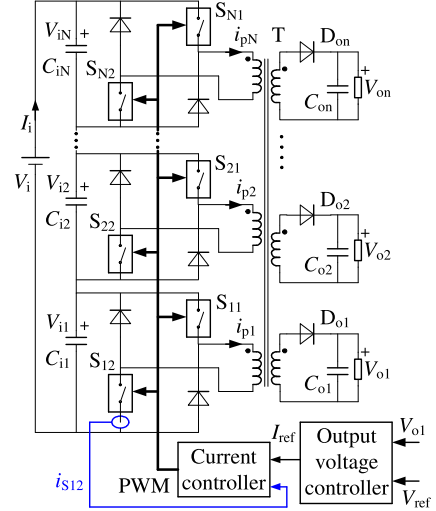 S_N1
V_iN +
i_pN T D_on
C_iN S_N2 +
C_on V_on
I_i
S_21
V_i V_i2 + i_p2 D_o2
C_i2 S_22 +
C_o2 V_o2
S_11
V_i1 + i_p1 D_o1
C_i1 S_12 +
C_o1 V_o1
I_ref V_o1
i_S12 PWM
Current controller
Output voltage controller
V_ref